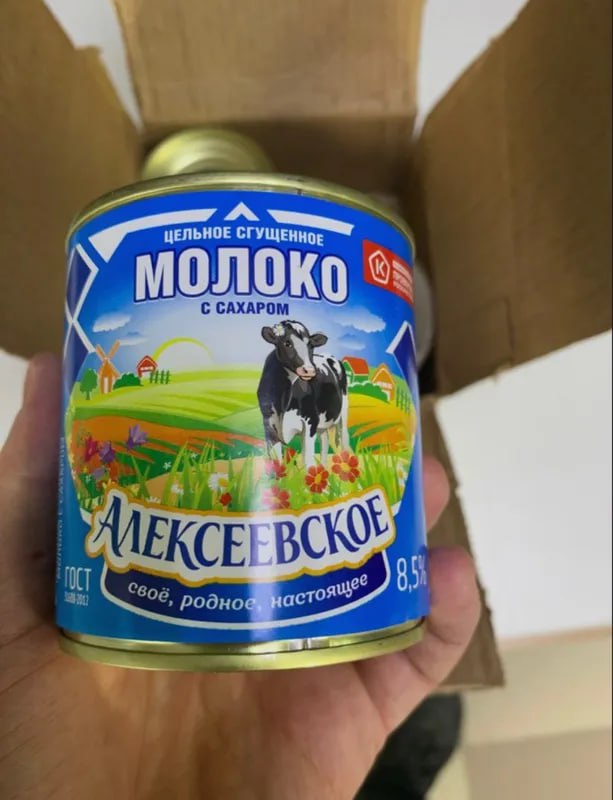 ЦЕЛЬНОЕ СГУЩЕННОЕ
МОЛОКО
С САХАРОМ
К
АЛЕКСЕЕВСКОЕ
своё, родное, настоящее
ГОСТ
8,5%